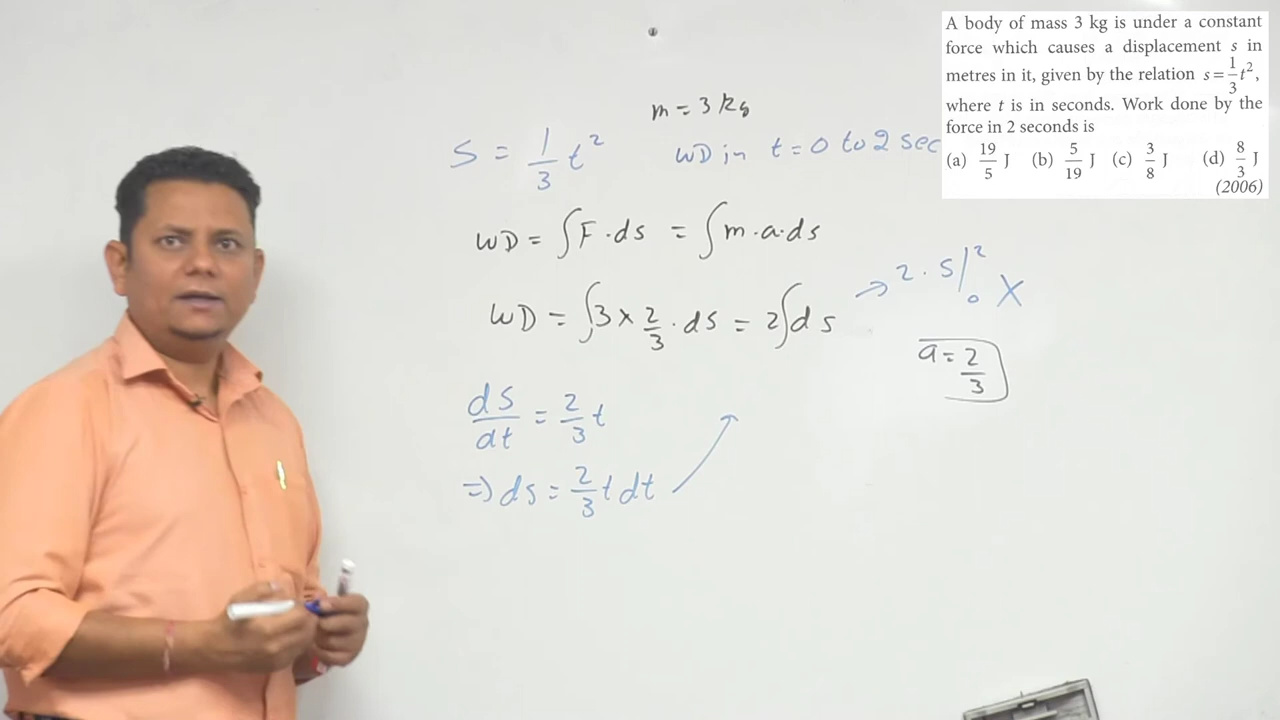 A body of mass 3 kg is under a constant
force which causes a displacement s in
metres in it, given by the relation s = 1/3 t²,
where t is in seconds. Work done by the
force in 2 seconds is
(a) 19/5 J (b) 5/19 J (c) 3/8 J (d) 8/3 J
(2006)
m = 3 kg
S = 1/3 t² WD in t = 0 to 2 sec
WD = ∫F·ds = ∫m·a·ds
WD = ∫3 × 2/3 · ds = 2∫ds → 2·s|²₀ X
a = 2/3
ds/dt = 2/3 t
=> ds = 2/3 t dt